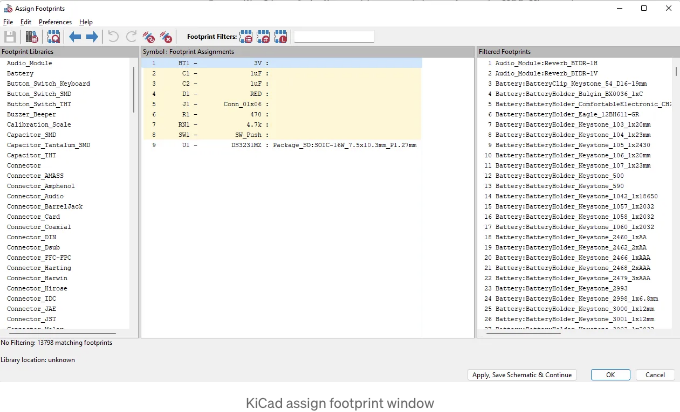 Assign Footprints
File Edit Preferences Help
Footprint Filters:
Footprint Libraries
Audio_Module
Battery
Button_Switch_Keyboard
Button_Switch_SMD
Button_Switch_THT
Buzzer_Beeper
Calibration_Scale
Capacitor_SMD
Capacitor_Tantalum_SMD
Capacitor_THT
Connector
Connector_AMASS
Connector_Amphenol
Connector_Audio
Connector_BarrelJack
Connector_Card
Connector_Coaxial
Connector_DIN
Connector_Dsub
Connector_FFC-FPC
Connector_Harting
Connector_Harwin
Connector_Hirose
Connector_IDC
Connector_JAE
Connector_JST
Connector_Molex
Symbol : Footprint Assignments
1 BT1 - 3V :
2 C1 - 1uF :
3 C2 - 1uF :
4 D1 - RED :
5 J1 - Conn_01x06 :
6 R1 - 470 :
7 RN1 - 4.7k :
8 SW1 - SW_Push :
9 U1 - DS3231MZ : Package_SO:SOIC-16W_7.5x10.3mm_P1.27mm
Filtered Footprints
1 Audio_Module:Reverb_BTDR-1H
2 Audio_Module:Reverb_BTDR-1V
3 Battery:BatteryClip_Keystone_54_D16-19mm
4 Battery:BatteryHolder_Bulgin_BX0036_1xC
5 Battery:BatteryHolder_ComfortableElectronic_CH2
6 Battery:BatteryHolder_Eagle_12BH611-GR
7 Battery:BatteryHolder_Keystone_103_1x20mm
8 Battery:BatteryHolder_Keystone_104_1x23mm
9 Battery:BatteryHolder_Keystone_105_1x2430
10 Battery:BatteryHolder_Keystone_106_1x20mm
11 Battery:BatteryHolder_Keystone_107_1x23mm
12 Battery:BatteryHolder_Keystone_500
13 Battery:BatteryHolder_Keystone_590
14 Battery:BatteryHolder_Keystone_1042_1x18650
15 Battery:BatteryHolder_Keystone_1057_1x2032
16 Battery:BatteryHolder_Keystone_1058_1x2032
17 Battery:BatteryHolder_Keystone_1060_1x2032
18 Battery:BatteryHolder_Keystone_2460_1xAA
19 Battery:BatteryHolder_Keystone_2462_2xAA
20 Battery:BatteryHolder_Keystone_2466_1xAAA
21 Battery:BatteryHolder_Keystone_2468_2xAAA
22 Battery:BatteryHolder_Keystone_2479_3xAAA
23 Battery:BatteryHolder_Keystone_2993
24 Battery:BatteryHolder_Keystone_2998_1x6.8mm
25 Battery:BatteryHolder_Keystone_3000_1x12mm
26 Battery:BatteryHolder_Keystone_3001_1x12mm
No Filtering: 13798 matching footprints
Library location: unknown
Apply, Save Schematic & Continue
OK
Cancel
KiCad assign footprint window